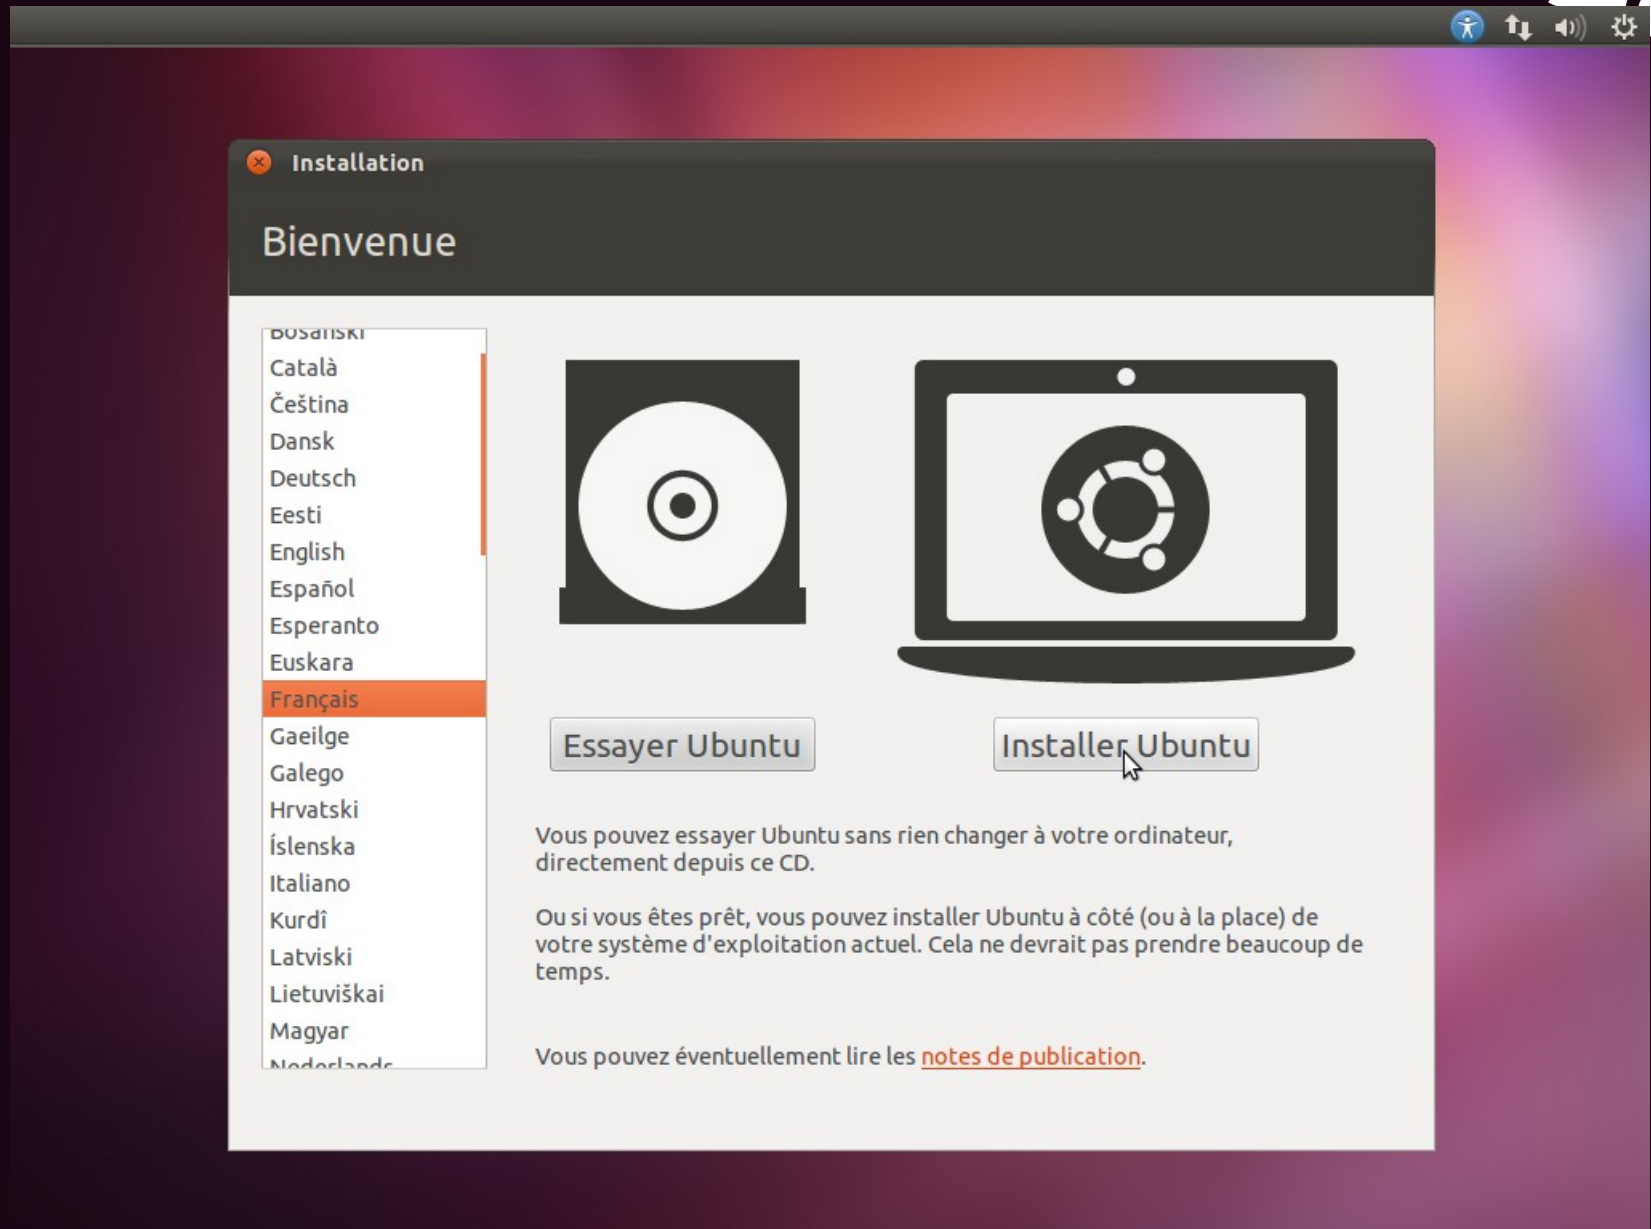 Installation
Bienvenue
Bosanski
Català
Čeština
Dansk
Deutsch
Eesti
English
Español
Esperanto
Euskara
Français
Gaeilge
Galego
Hrvatski
Íslenska
Italiano
Kurdî
Latviski
Lietuviškai
Magyar
Nederlands
Essayer Ubuntu
Installer Ubuntu
Vous pouvez essayer Ubuntu sans rien changer à votre ordinateur,
directement depuis ce CD.
Ou si vous êtes prêt, vous pouvez installer Ubuntu à côté (ou à la place) de
votre système d'exploitation actuel. Cela ne devrait pas prendre beaucoup de
temps.
Vous pouvez éventuellement lire les notes de publication.